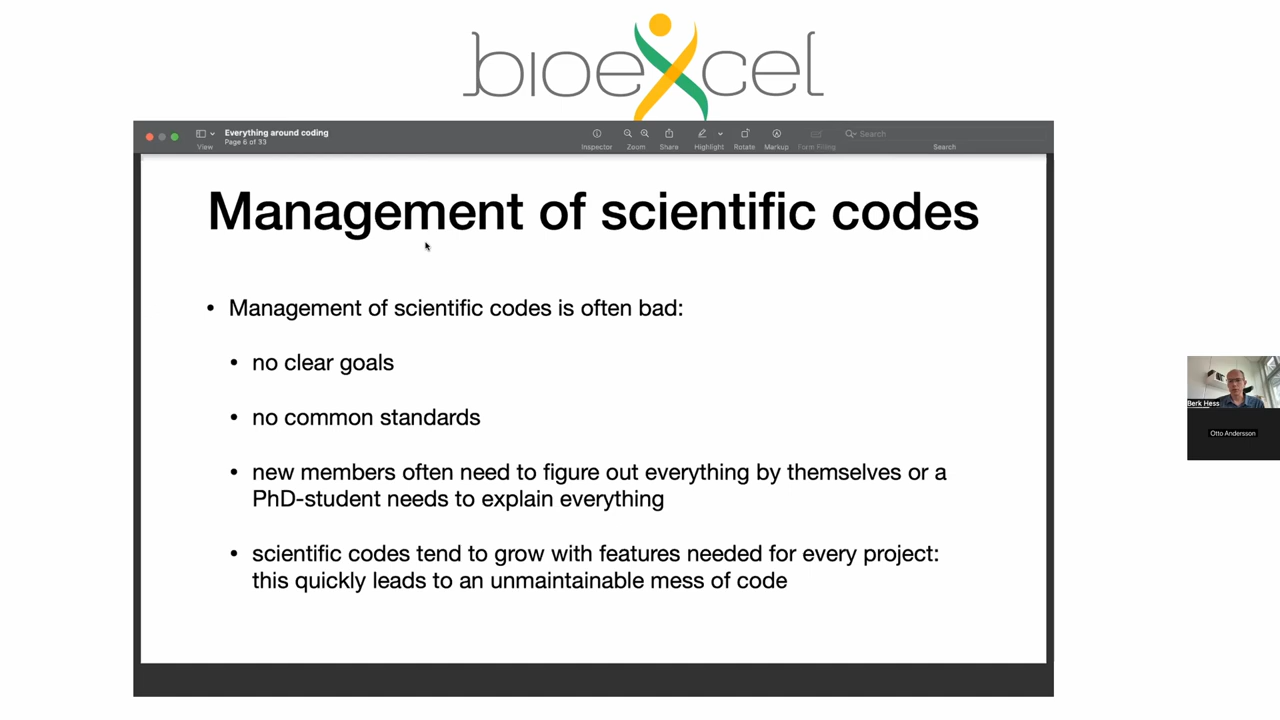 bioexcel
Everything around coding
Page 6 of 33
View
Inspector
Zoom
Share
Highlight
Rotate
Markup
Form Filling
Search
Search
Management of scientific codes
• Management of scientific codes is often bad:
• no clear goals
• no common standards
• new members often need to figure out everything by themselves or a
PhD-student needs to explain everything
• scientific codes tend to grow with features needed for every project:
this quickly leads to an unmaintainable mess of code
Berk Hess
Otto Andersson